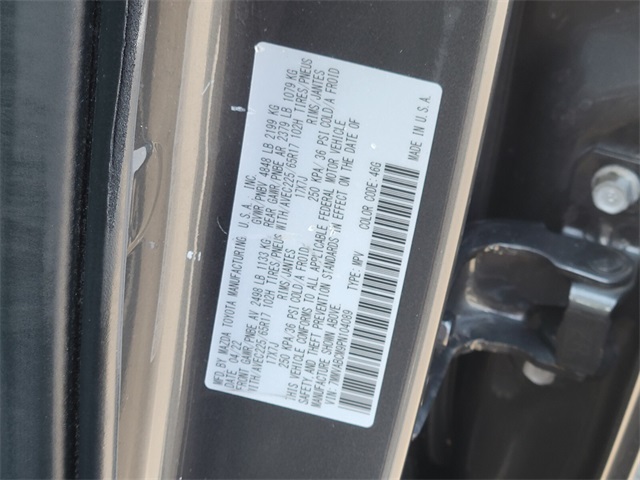 MFD BY MAZDA TOYOTA MANUFACTURING U.S.A. INC.
DATE: 04/22 GVWR/PNBV 4848 LB 2199 KG
FRONT GAWR/PNBE AV 2498 LB 1133 KG REAR GAWR/PNBE AR 2379 LB 1079 KG
WITH/AVEC225/65R17 102H TIRES/PNEUS WITH/AVEC225/65R17 102H TIRES/PNEUS
17X7J RIMS/JANTES 17X7J RIMS/JANTES
250 KPA/36 PSI COLD/A FROID 250 KPA/36 PSI COLD/A FROID
THIS VEHICLE CONFORMS TO ALL APPLICABLE FEDERAL MOTOR VEHICLE
SAFETY AND THEFT PREVENTION STANDARDS IN EFFECT ON THE DATE OF
MANUFACTURE SHOWN ABOVE.
VIN: TYPE: MPV COLOR CODE: 46G
MADE IN U.S.A.